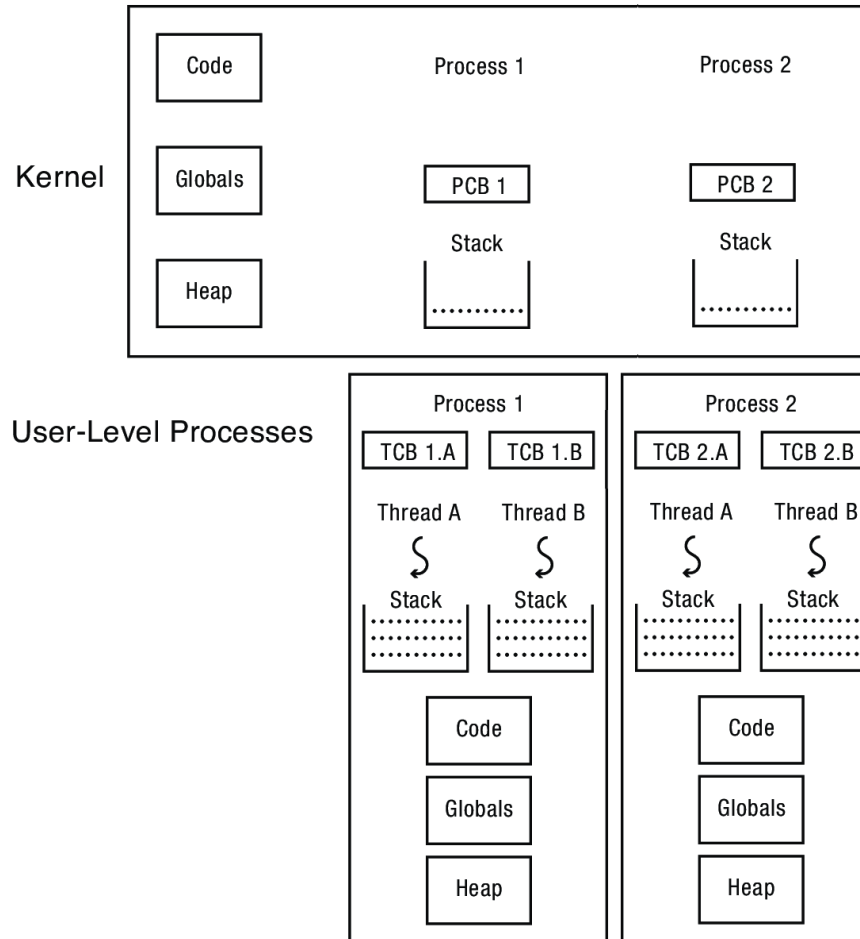 Code
Process 1
Process 2
Kernel
Globals
PCB 1
PCB 2
Stack
Stack
Heap
User-Level Processes
Process 1
Process 2
TCB 1.A
TCB 1.B
TCB 2.A
TCB 2.B
Thread A
Thread B
Thread A
Thread B
Stack
Stack
Stack
Stack
Code
Code
Globals
Globals
Heap
Heap